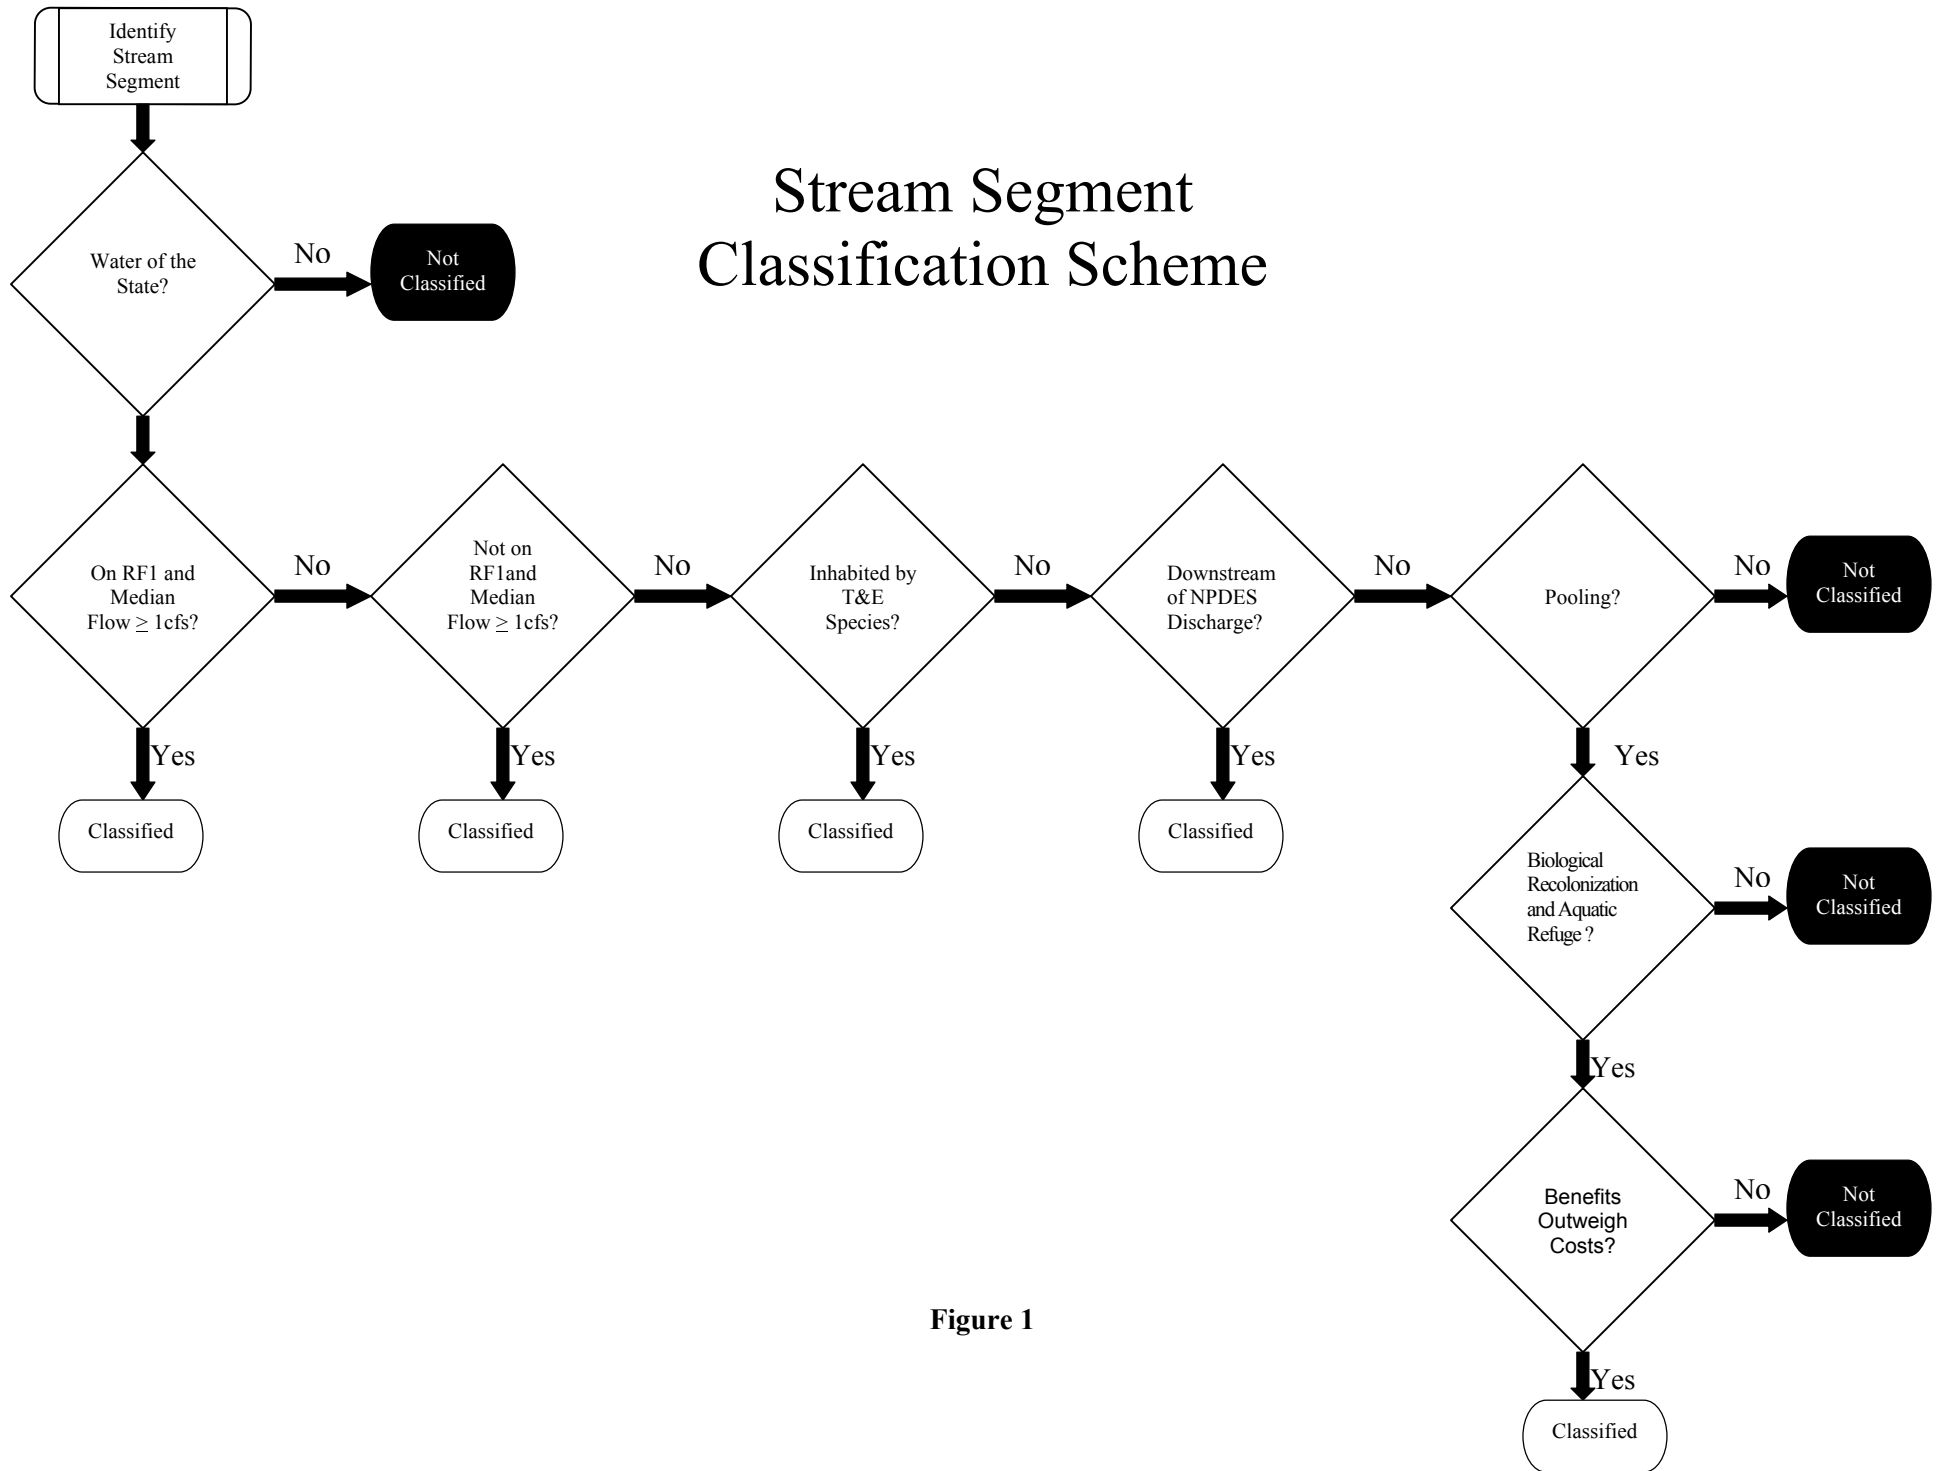 Identify
Stream
Segment
Stream Segment
Classification Scheme
Water of the
State?
No
Not
Classified
On RF1 and
Median
Flow ≥ 1cfs?
No
Not on
RF1and
Median
Flow ≥ 1cfs?
No
Inhabited by
T&E
Species?
No
Downstream
of NPDES
Discharge?
No
Pooling?
No
Not
Classified
Yes
Classified
Yes
Classified
Yes
Classified
Yes
Classified
Yes
Biological
Recolonization
and Aquatic
Refuge ?
No
Not
Classified
Yes
Benefits
Outweigh
Costs?
No
Not
Classified
Yes
Classified
Figure 1